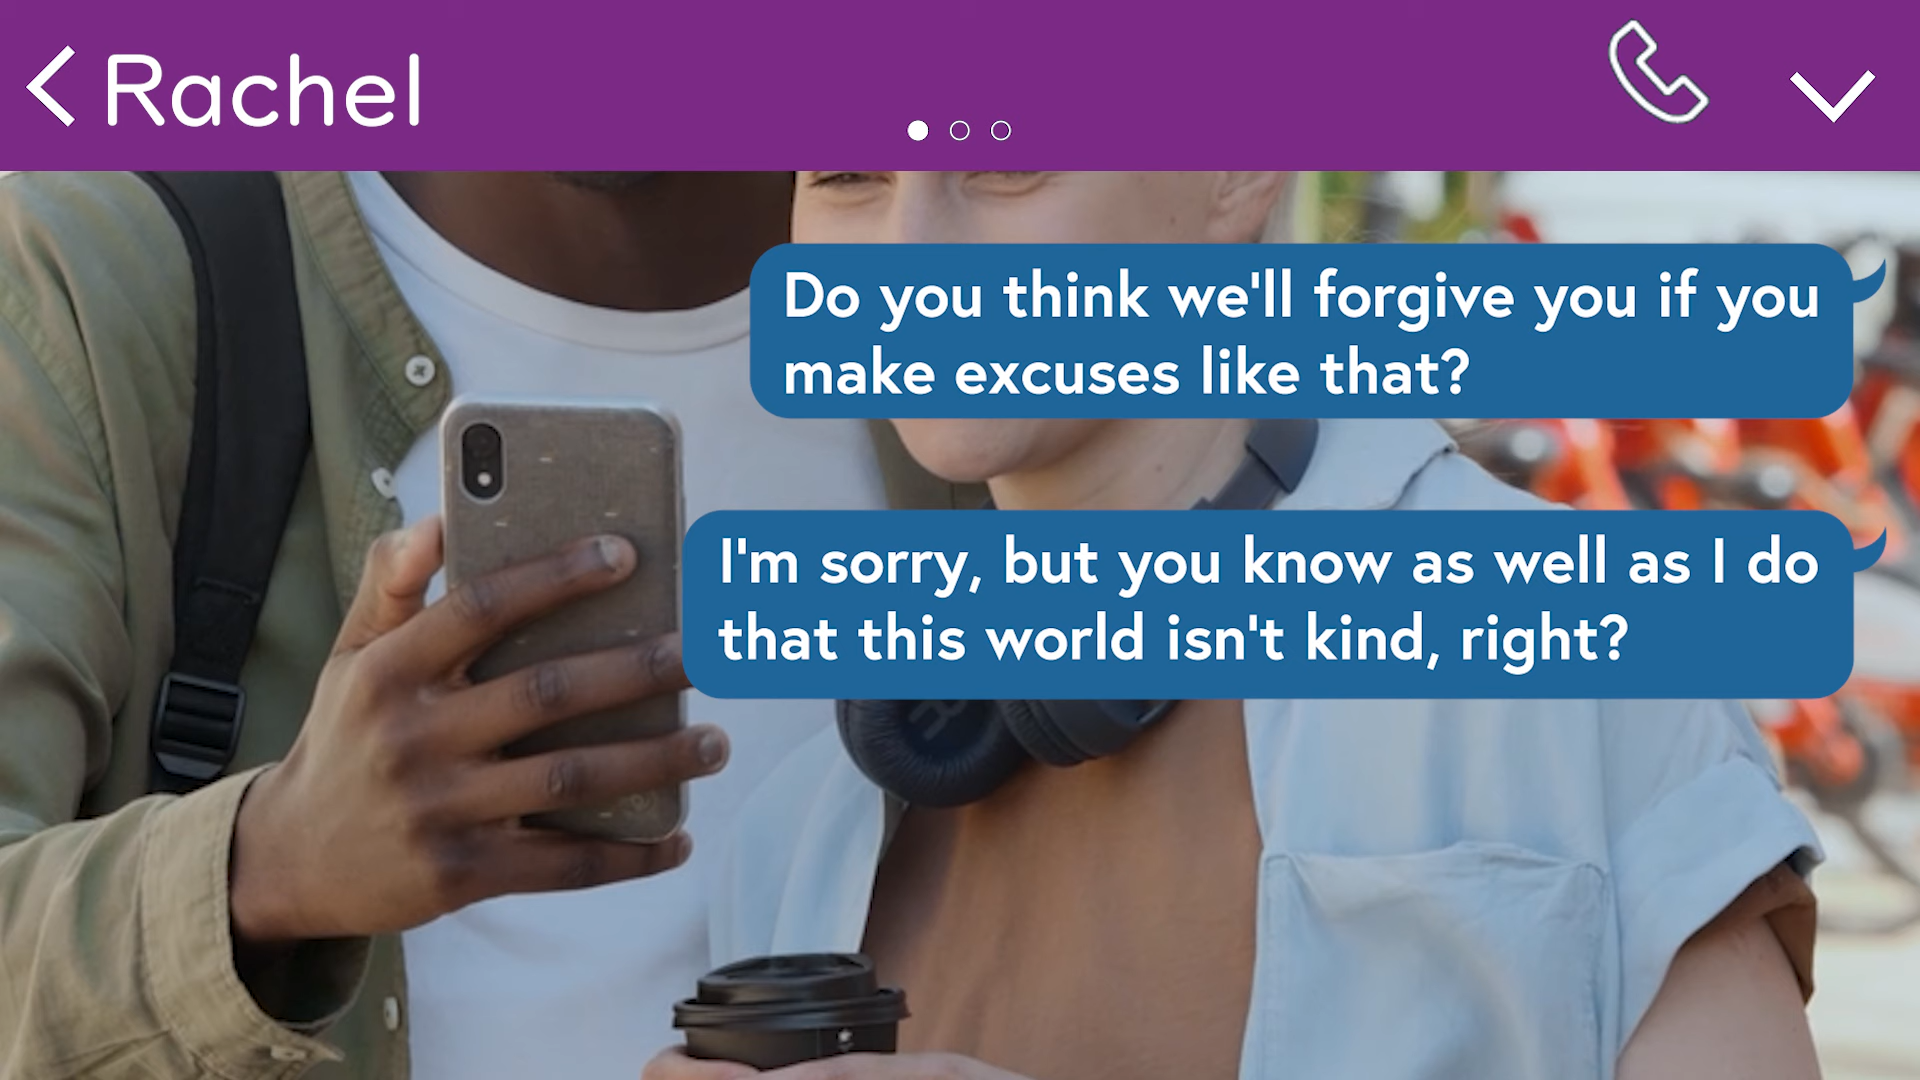 Rachel
Do you think we'll forgive you if you
make excuses like that?
I'm sorry, but you know as well as I do
that this world isn't kind, right?